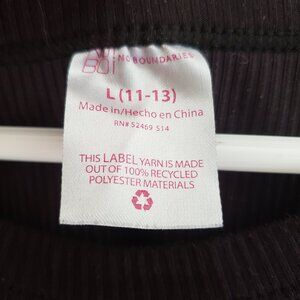 BOi
NO BOUNDARIES
L (11-13)
Made in/Hecho en China
RN# 52469 S14
THIS LABEL YARN IS MADE
OUT OF 100% RECYCLED
POLYESTER MATERIALS